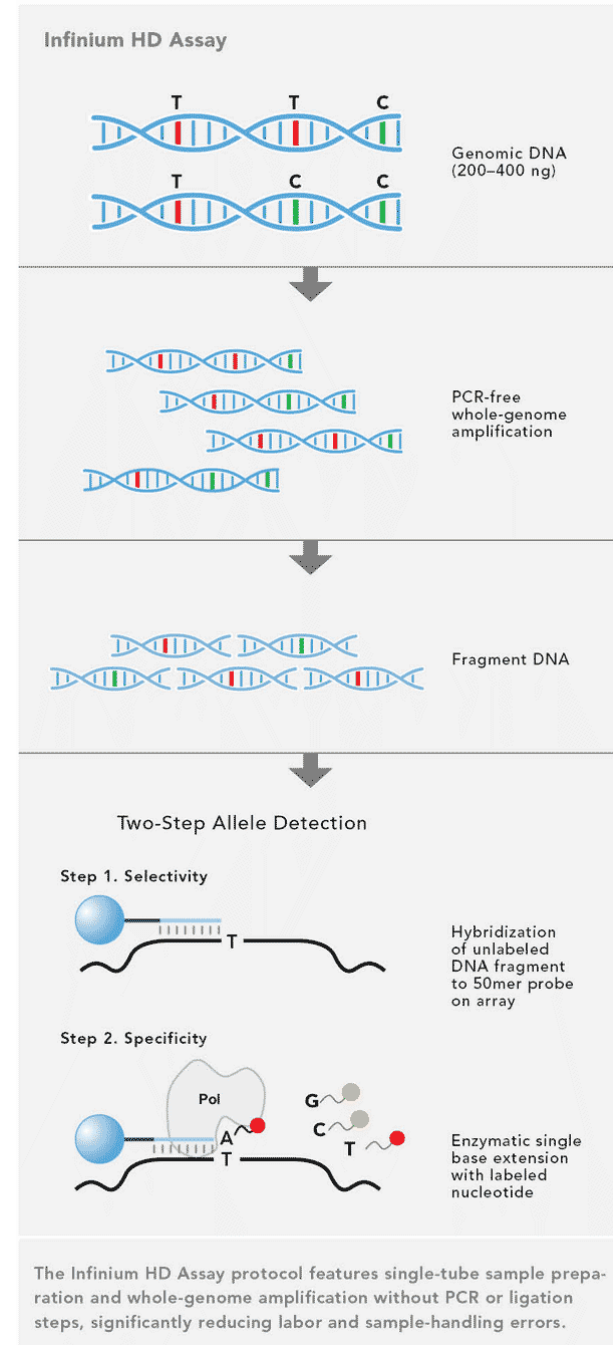 Infinium HD Assay
T T C
Genomic DNA
(200–400 ng)
T C C
PCR-free
whole-genome
amplification
Fragment DNA
Two-Step Allele Detection
Step 1. Selectivity
T
Hybridization
of unlabeled
DNA fragment
to 50mer probe
on array
Step 2. Specificity
Pol
G
C
T
A
T
Enzymatic single
base extension
with labeled
nucleotide
The Infinium HD Assay protocol features single-tube sample prepa-
ration and whole-genome amplification without PCR or ligation
steps, significantly reducing labor and sample-handling errors.